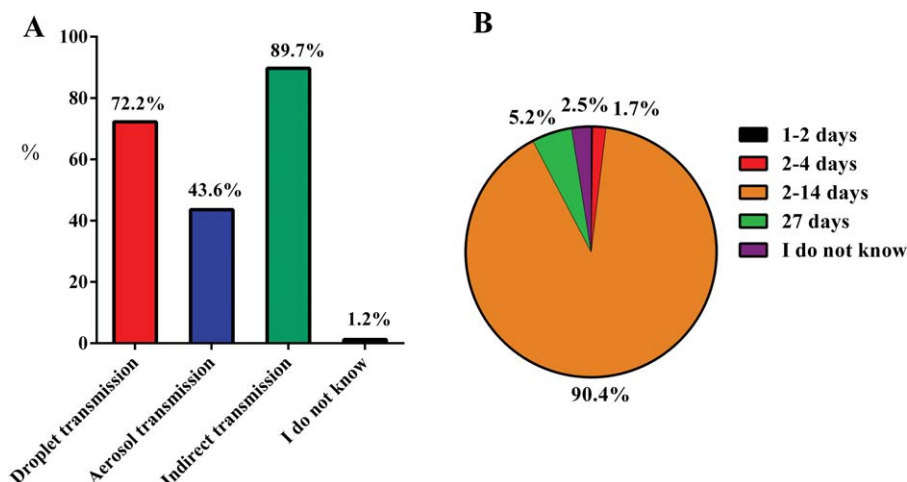 A
100
80
60
40
20
0
%
72.2%
43.6%
89.7%
1.2%
Droplet transmission
Aerosol transmission
Indirect transmission
I do not know
B
5.2%
2.5%
1.7%
90.4%
1-2 days
2-4 days
2-14 days
27 days
I do not know